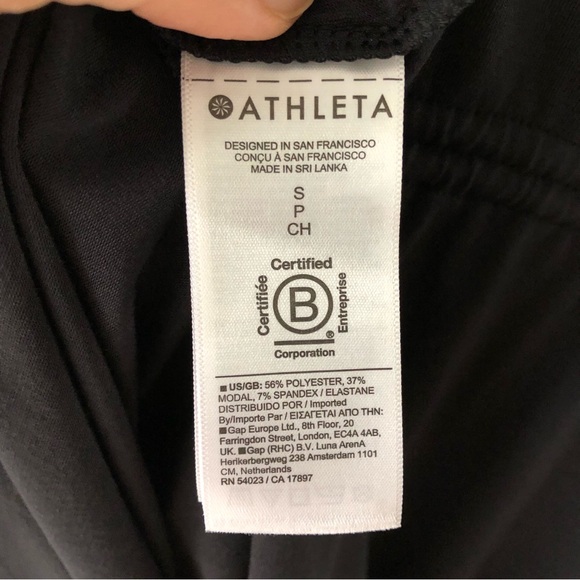 ATHLETA
DESIGNED IN SAN FRANCISCO
CONÇU À SAN FRANCISCO
MADE IN SRI LANKA
S
P
CH
Certified
Certifiée
B
Entreprise
®
Corporation
■ US/GB: 56% POLYESTER, 37%
MODAL, 7% SPANDEX / ELASTANE
DISTRIBUIDO POR / Imported
By/Importe Par / ΕΙΣΑΓΕΤΑΙ ΑΠΟ ΤΗΝ:
■ Gap Europe Ltd., 8th Floor, 20
Farringdon Street, London, EC4A 4AB,
UK. ■ Gap (RHC) B.V. Luna ArenA
Herikerbergweg 238 Amsterdam 1101
CM, Netherlands
RN 54023 / CA 17897